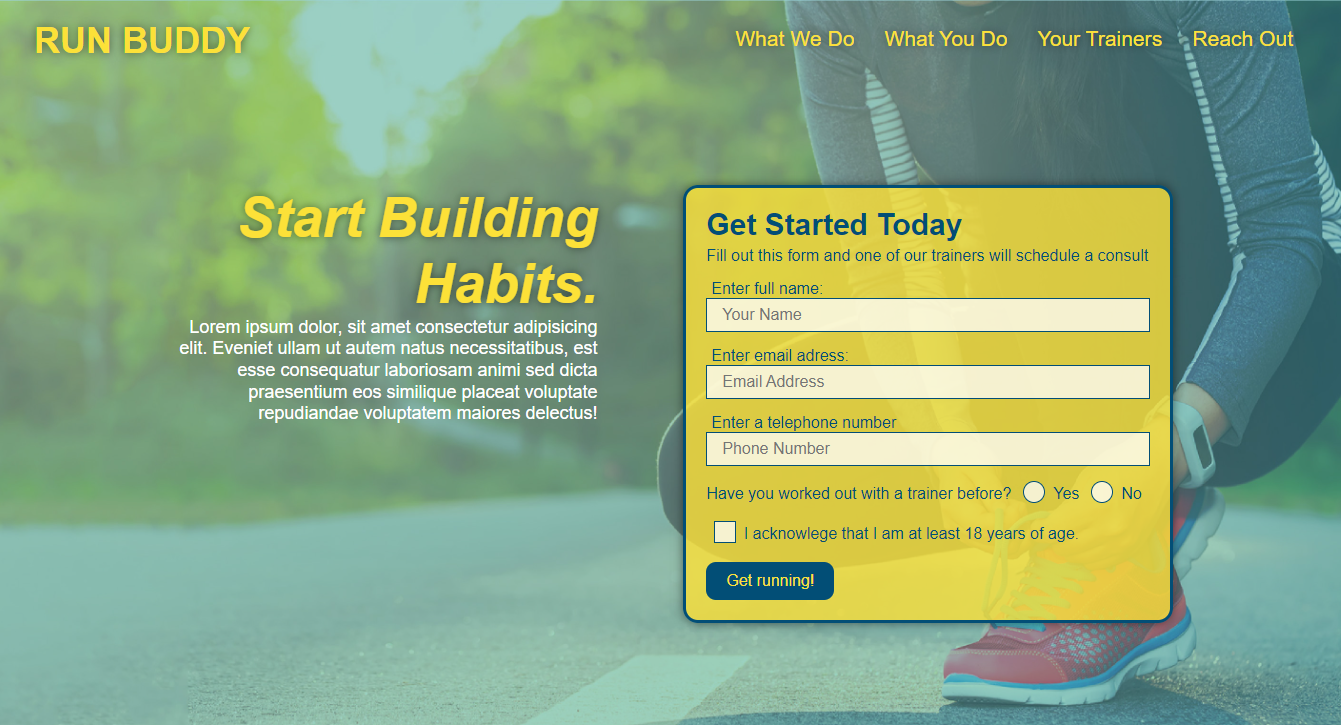 RUN BUDDY
What We Do What You Do Your Trainers Reach Out
Start Building
Habits.
Lorem ipsum dolor, sit amet consectetur adipisicing
elit. Eveniet ullam ut autem natus necessitatibus, est
esse consequatur laboriosam animi sed dicta
praesentium eos similique placeat voluptate
repudiandae voluptatem maiores delectus!
Get Started Today
Fill out this form and one of our trainers will schedule a consult
Enter full name:
Your Name
Enter email adress:
Email Address
Enter a telephone number
Phone Number
Have you worked out with a trainer before? Yes No
I acknowlege that I am at least 18 years of age.
Get running!